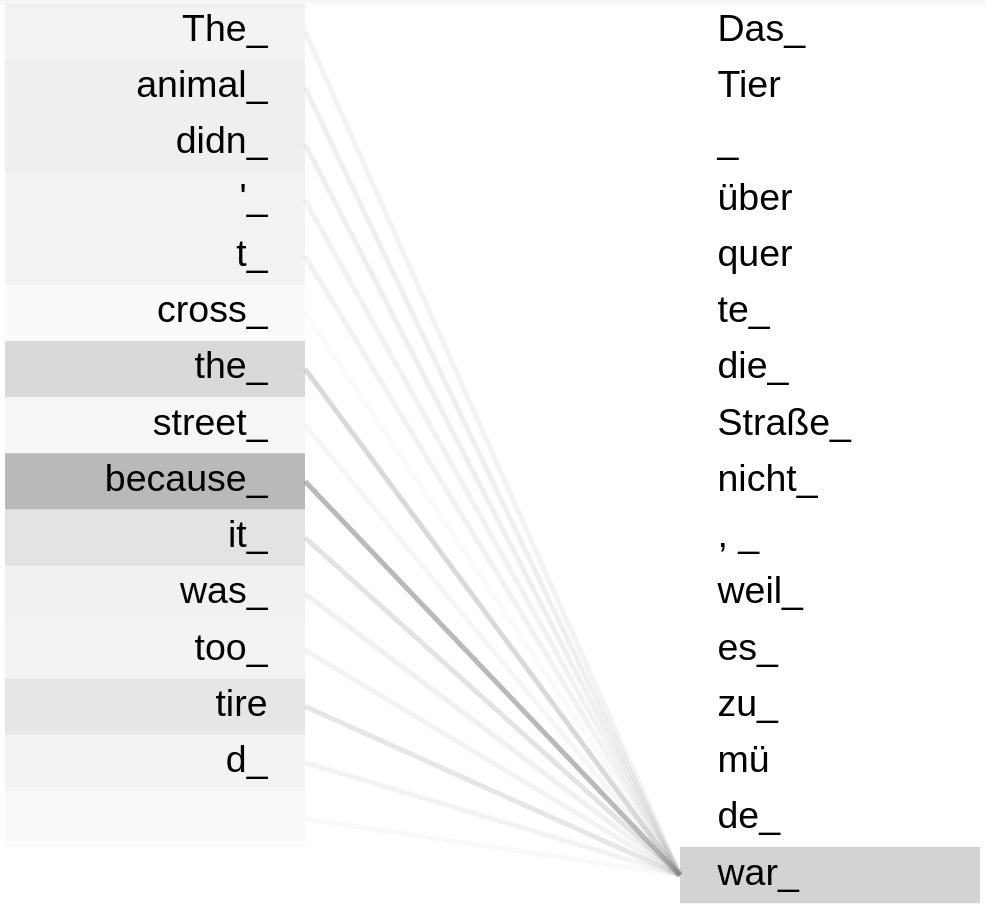 The_ Das_
animal_ Tier
didn_ _
'_ über
t_ quer
cross_ te_
the_ die_
street_ Straße_
because_ nicht_
it_ , _
was_ weil_
too_ es_
tire zu_
d_ mü
de_
war_